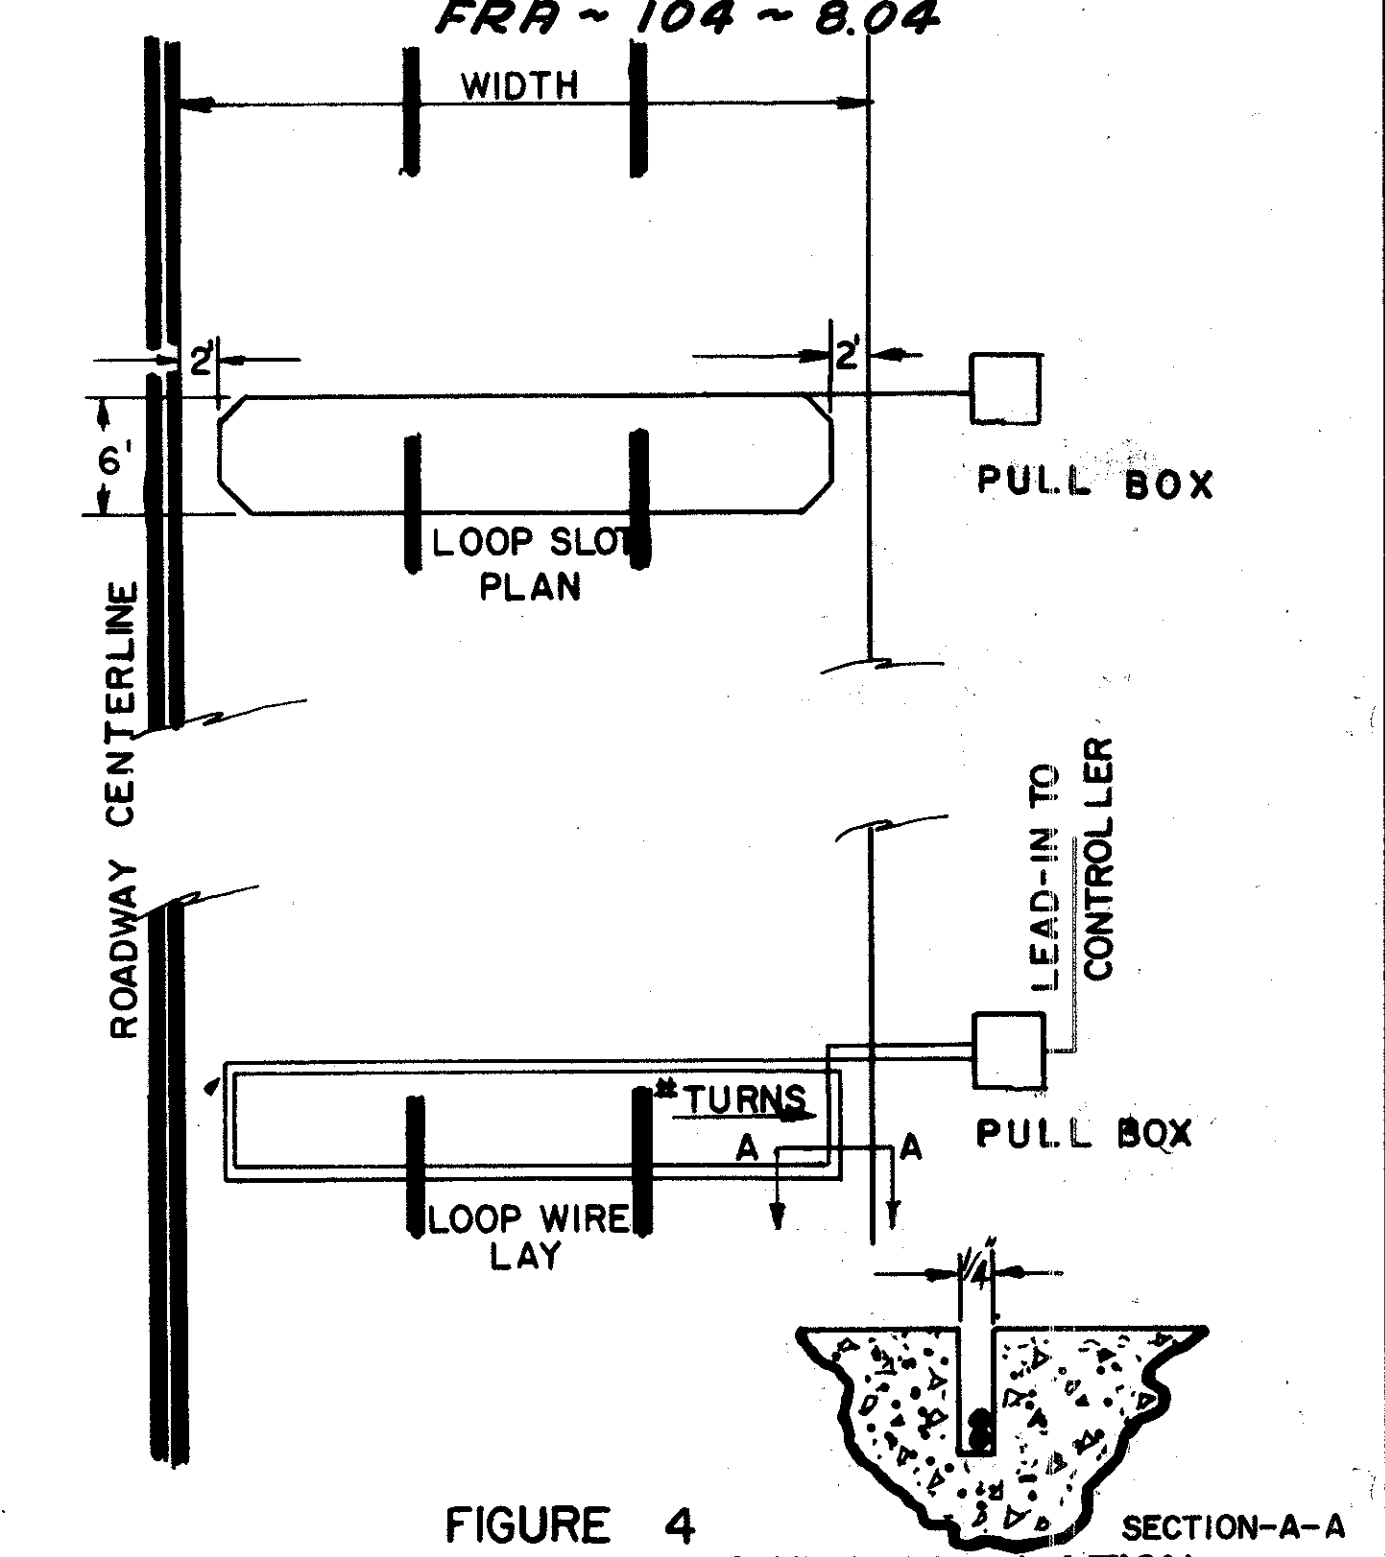 FRA ~ 104 ~ 8.04
WIDTH
2'
2'
6'
PULL BOX
LOOP SLOT
PLAN
ROADWAY CENTERLINE
LEAD-IN TO
CONTROLLER
# TURNS
A
A
PULL BOX
LOOP WIRE
LAY
1/4"
FIGURE 4
SECTION-A-A